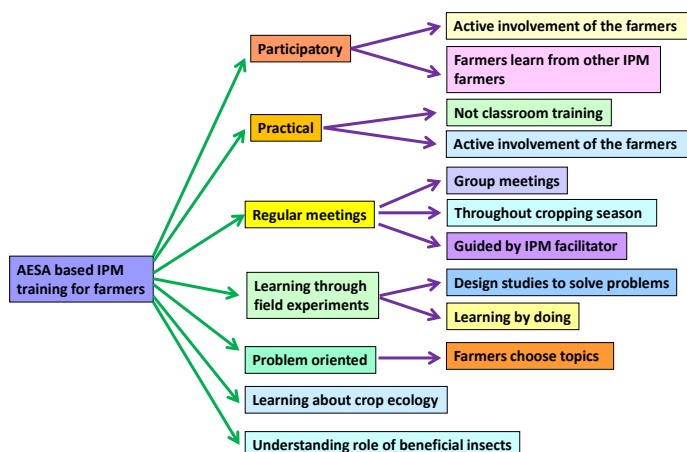 Active involvement of the farmers
Participatory
Farmers learn from other IPM
farmers
Not classroom training
Practical
Active involvement of the farmers
Group meetings
Regular meetings
Throughout cropping season
Guided by IPM facilitator
AESA based IPM
training for farmers
Learning through
field experiments
Design studies to solve problems
Learning by doing
Problem oriented
Farmers choose topics
Learning about crop ecology
Understanding role of beneficial insects